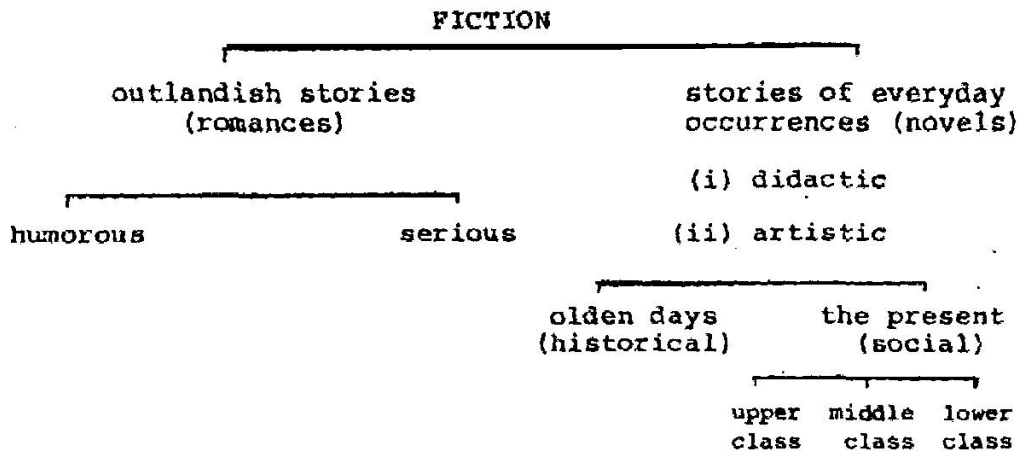 FICTION
outlandish stories
(romances)
stories of everyday
occurrences (novels)
(i) didactic
(ii) artistic
humorous
serious
olden days
(historical)
the present
(social)
upper
class
middle
class
lower
class